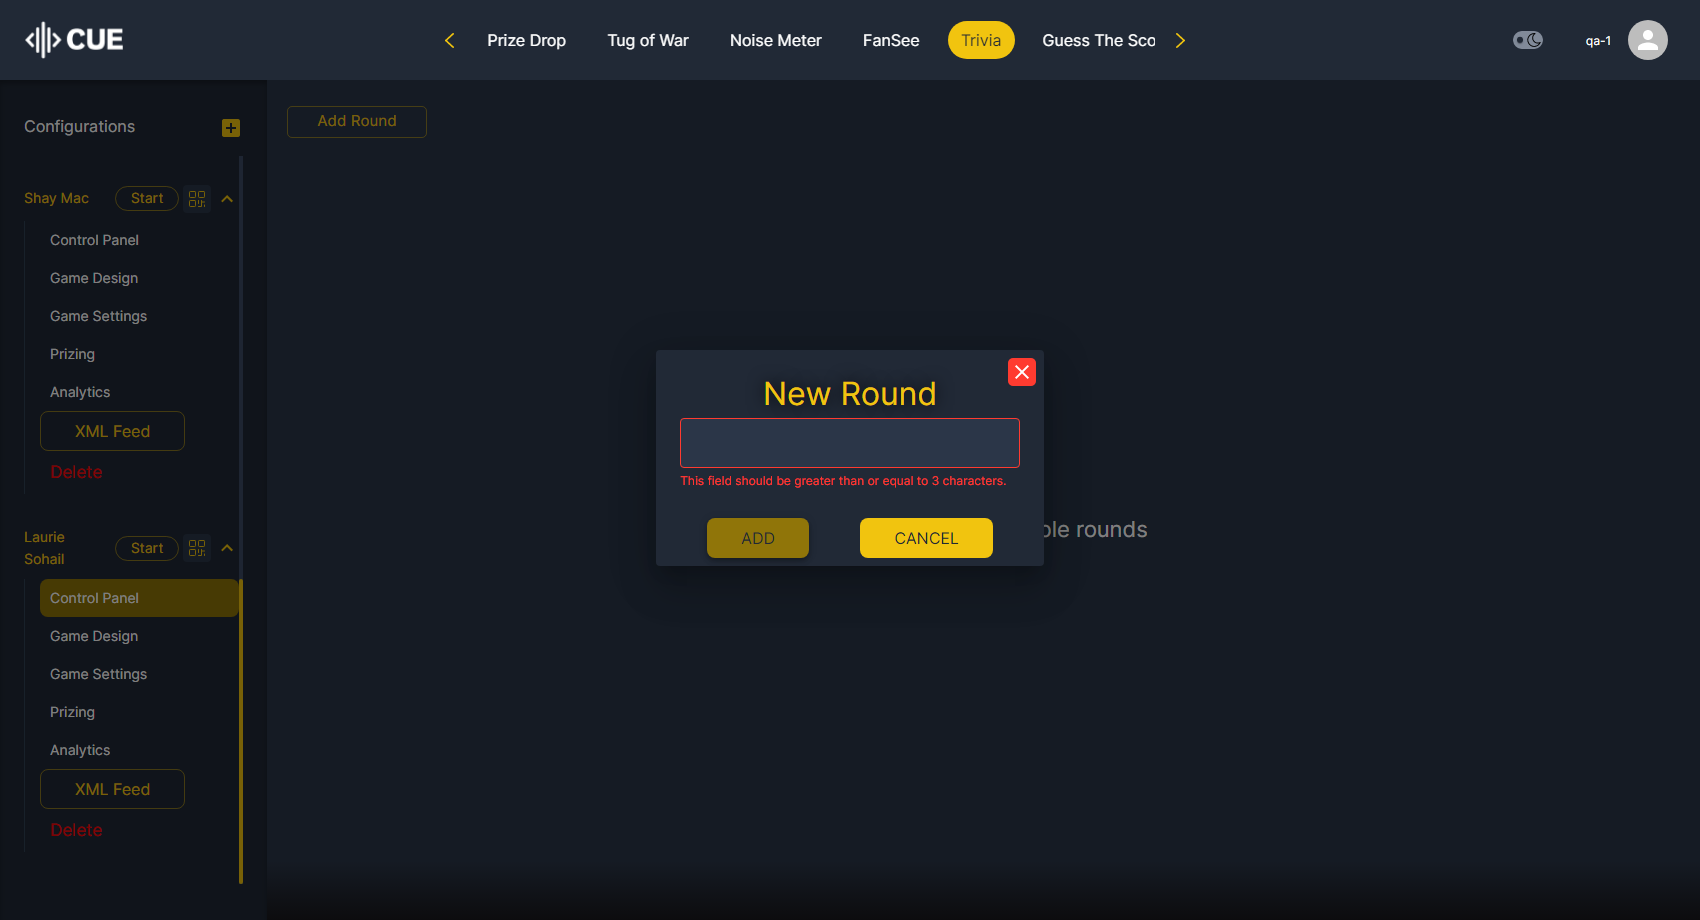 CUE
Prize Drop
Tug of War
Noise Meter
FanSee
Trivia
Guess The Sco
qa-1
Configurations
Add Round
Shay Mac
Start
Control Panel
Game Design
Game Settings
Prizing
Analytics
XML Feed
Delete
Laurie
Sohail
Start
Control Panel
Game Design
Game Settings
Prizing
Analytics
XML Feed
Delete
New Round
This field should be greater than or equal to 3 characters.
ADD
CANCEL
rounds